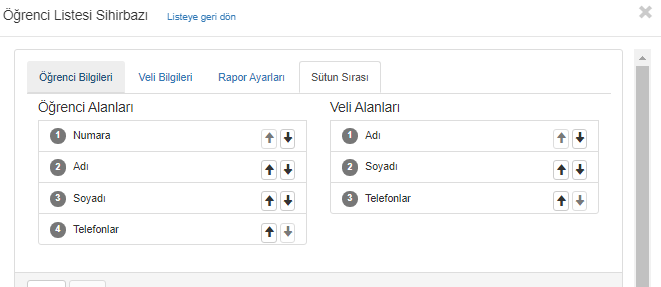 Öğrenci Listesi Sihirbazı Listeye geri dön
Öğrenci Bilgileri Veli Bilgileri Rapor Ayarları Sütun Sırası
Öğrenci Alanları
1 Numara
2 Adı
3 Soyadı
4 Telefonlar
Veli Alanları
1 Adı
2 Soyadı
3 Telefonlar